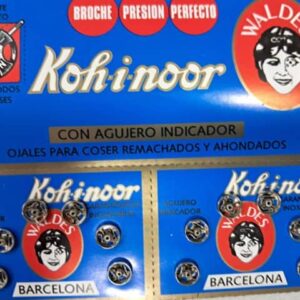 BROCHE PRESION PERFECTO
WALDES
Koh-i-noor
CON AGUJERO INDICADOR
OJALES PARA COSER REMACHADOS Y AHONDADOS
Koh-i-noor
WALDES
BARCELONA
Koh-i-noor
AGUJERO
WALDES
BARCELONA